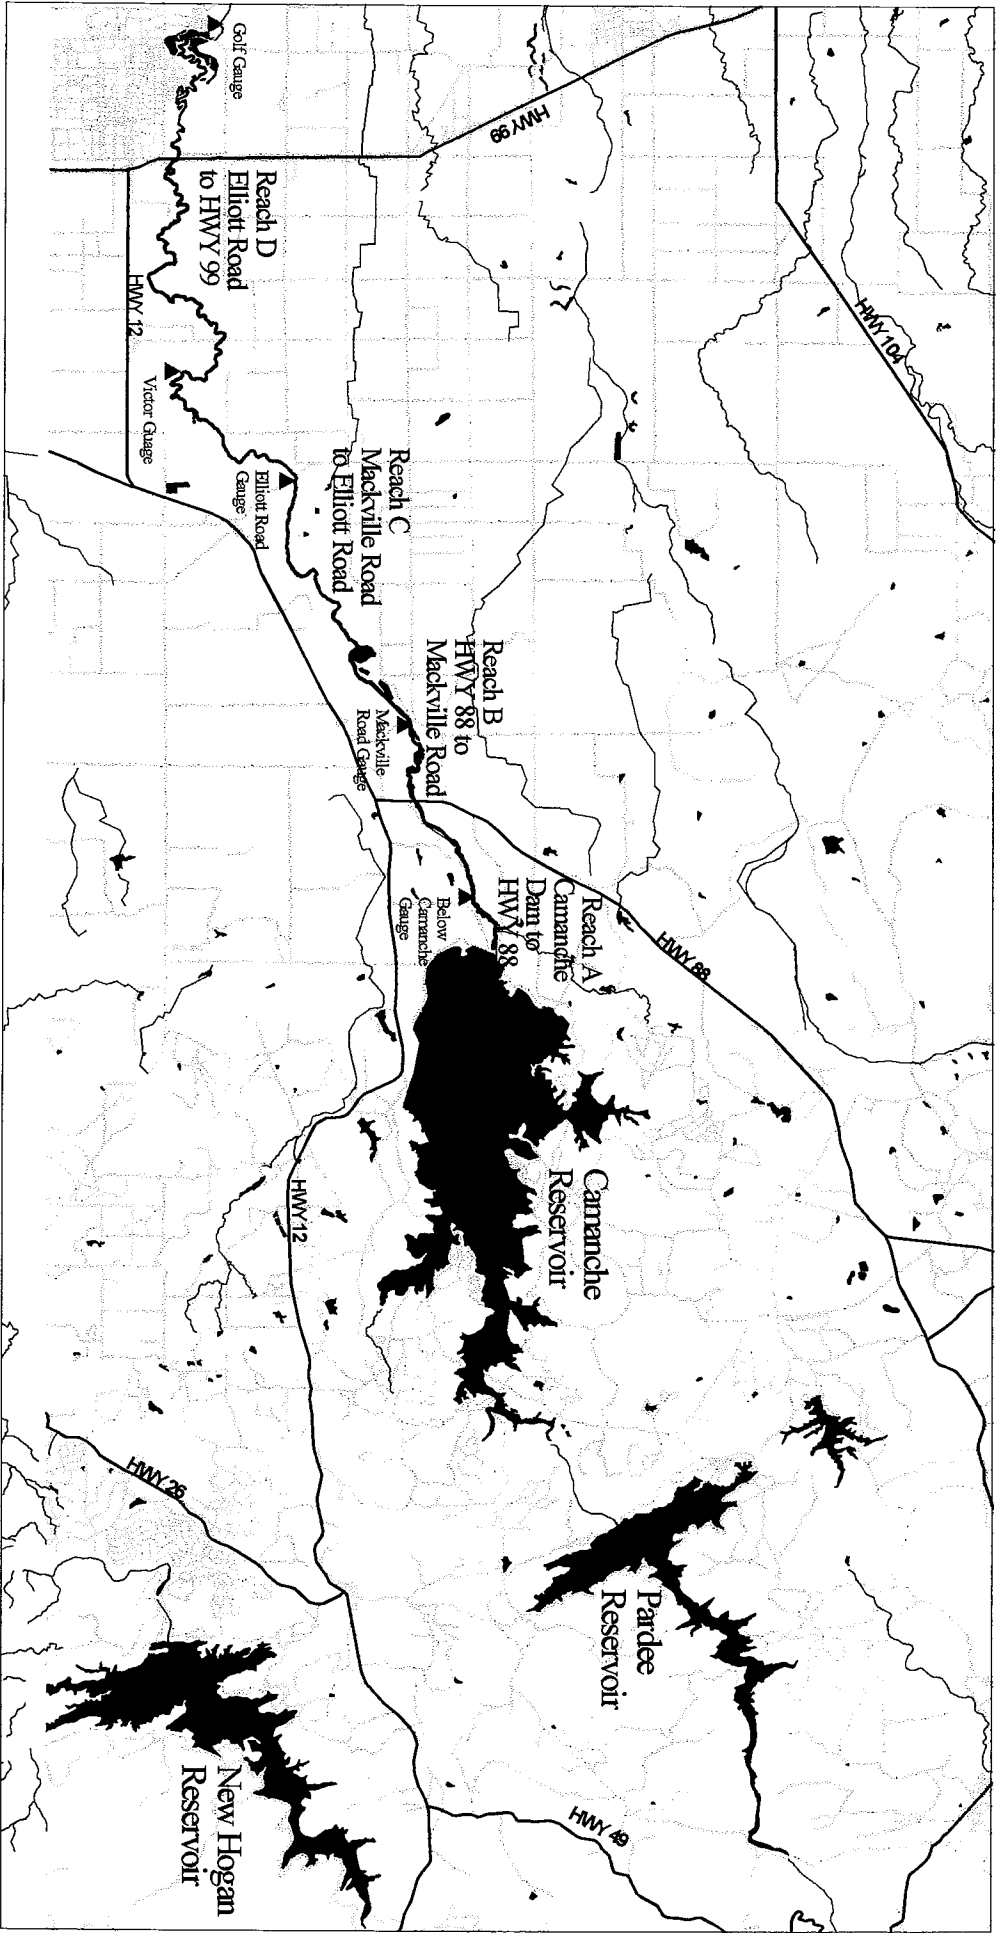 Golf Gauge
HWY 99
Reach D
Elliott Road
to HWY 99
HWY 12
Victor Guage
HWY 104
Reach C
Mackville Road
to Elliott Road
Elliott Road
Gauge
Reach B
HWY 88 to
Mackville Road
Mackville
Road Gauge
Reach A
Camanche
Dam to
HWY 88
Below
Camanche
Gauge
HWY 88
Camanche
Reservoir
HWY 12
HWY 26
Pardee
Reservoir
New Hogan
Reservoir
HWY 49